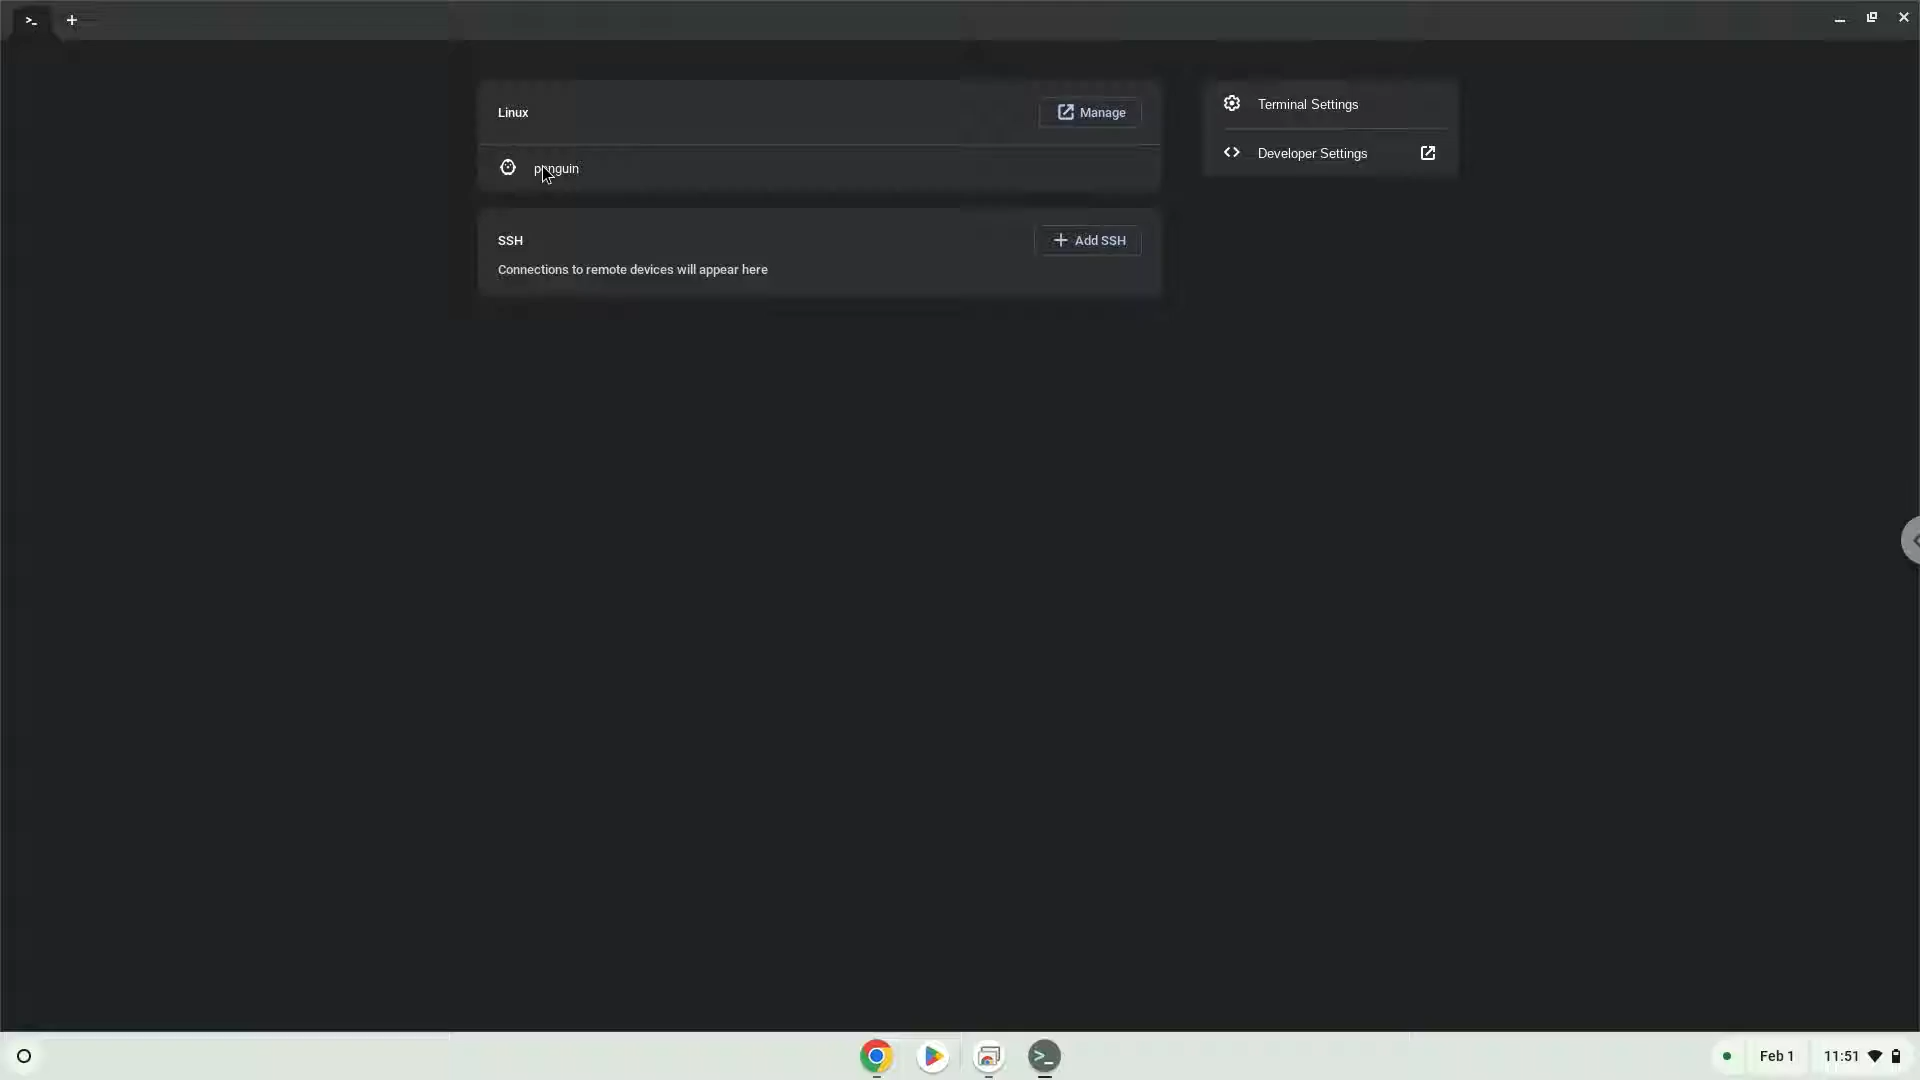 >_ +
Linux
Manage
penguin
SSH
Add SSH
Connections to remote devices will appear here
Terminal Settings
Developer Settings
Feb 1
11:51